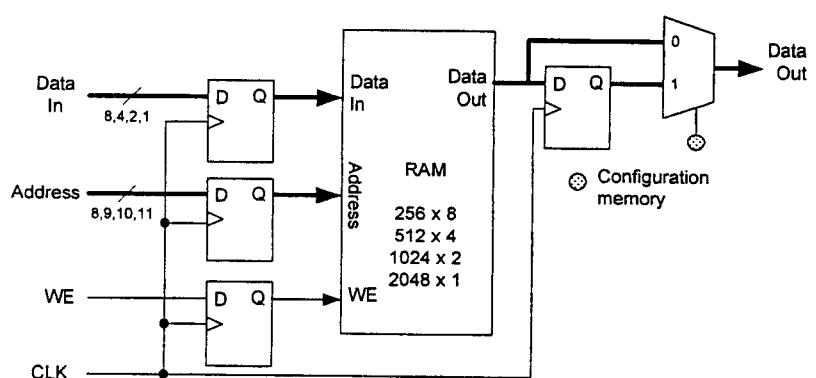 Data
In
8,4,2,1
D Q
Data
In
Data
Out
D Q
0
1
Data
Out
Address
8,9,10,11
D Q
Address
RAM
256 x 8
512 x 4
1024 x 2
2048 x 1
Configuration
memory
WE
D Q
WE
CLK